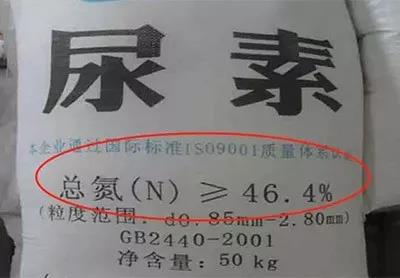 尿素
本企业通过国际标准ISO9001质量体系认证
总氮(N) ≥ 46.4%
(粒度范围: d0.85mm-2.80mm)
GB2440-2001
净含量: 50kg